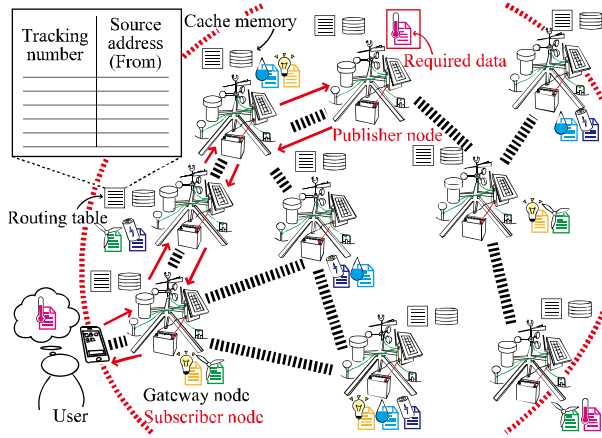 Tracking
number
Source
address
(From)
Cache memory
Required data
Publisher node
Routing table
Gateway node
Subscriber node
User